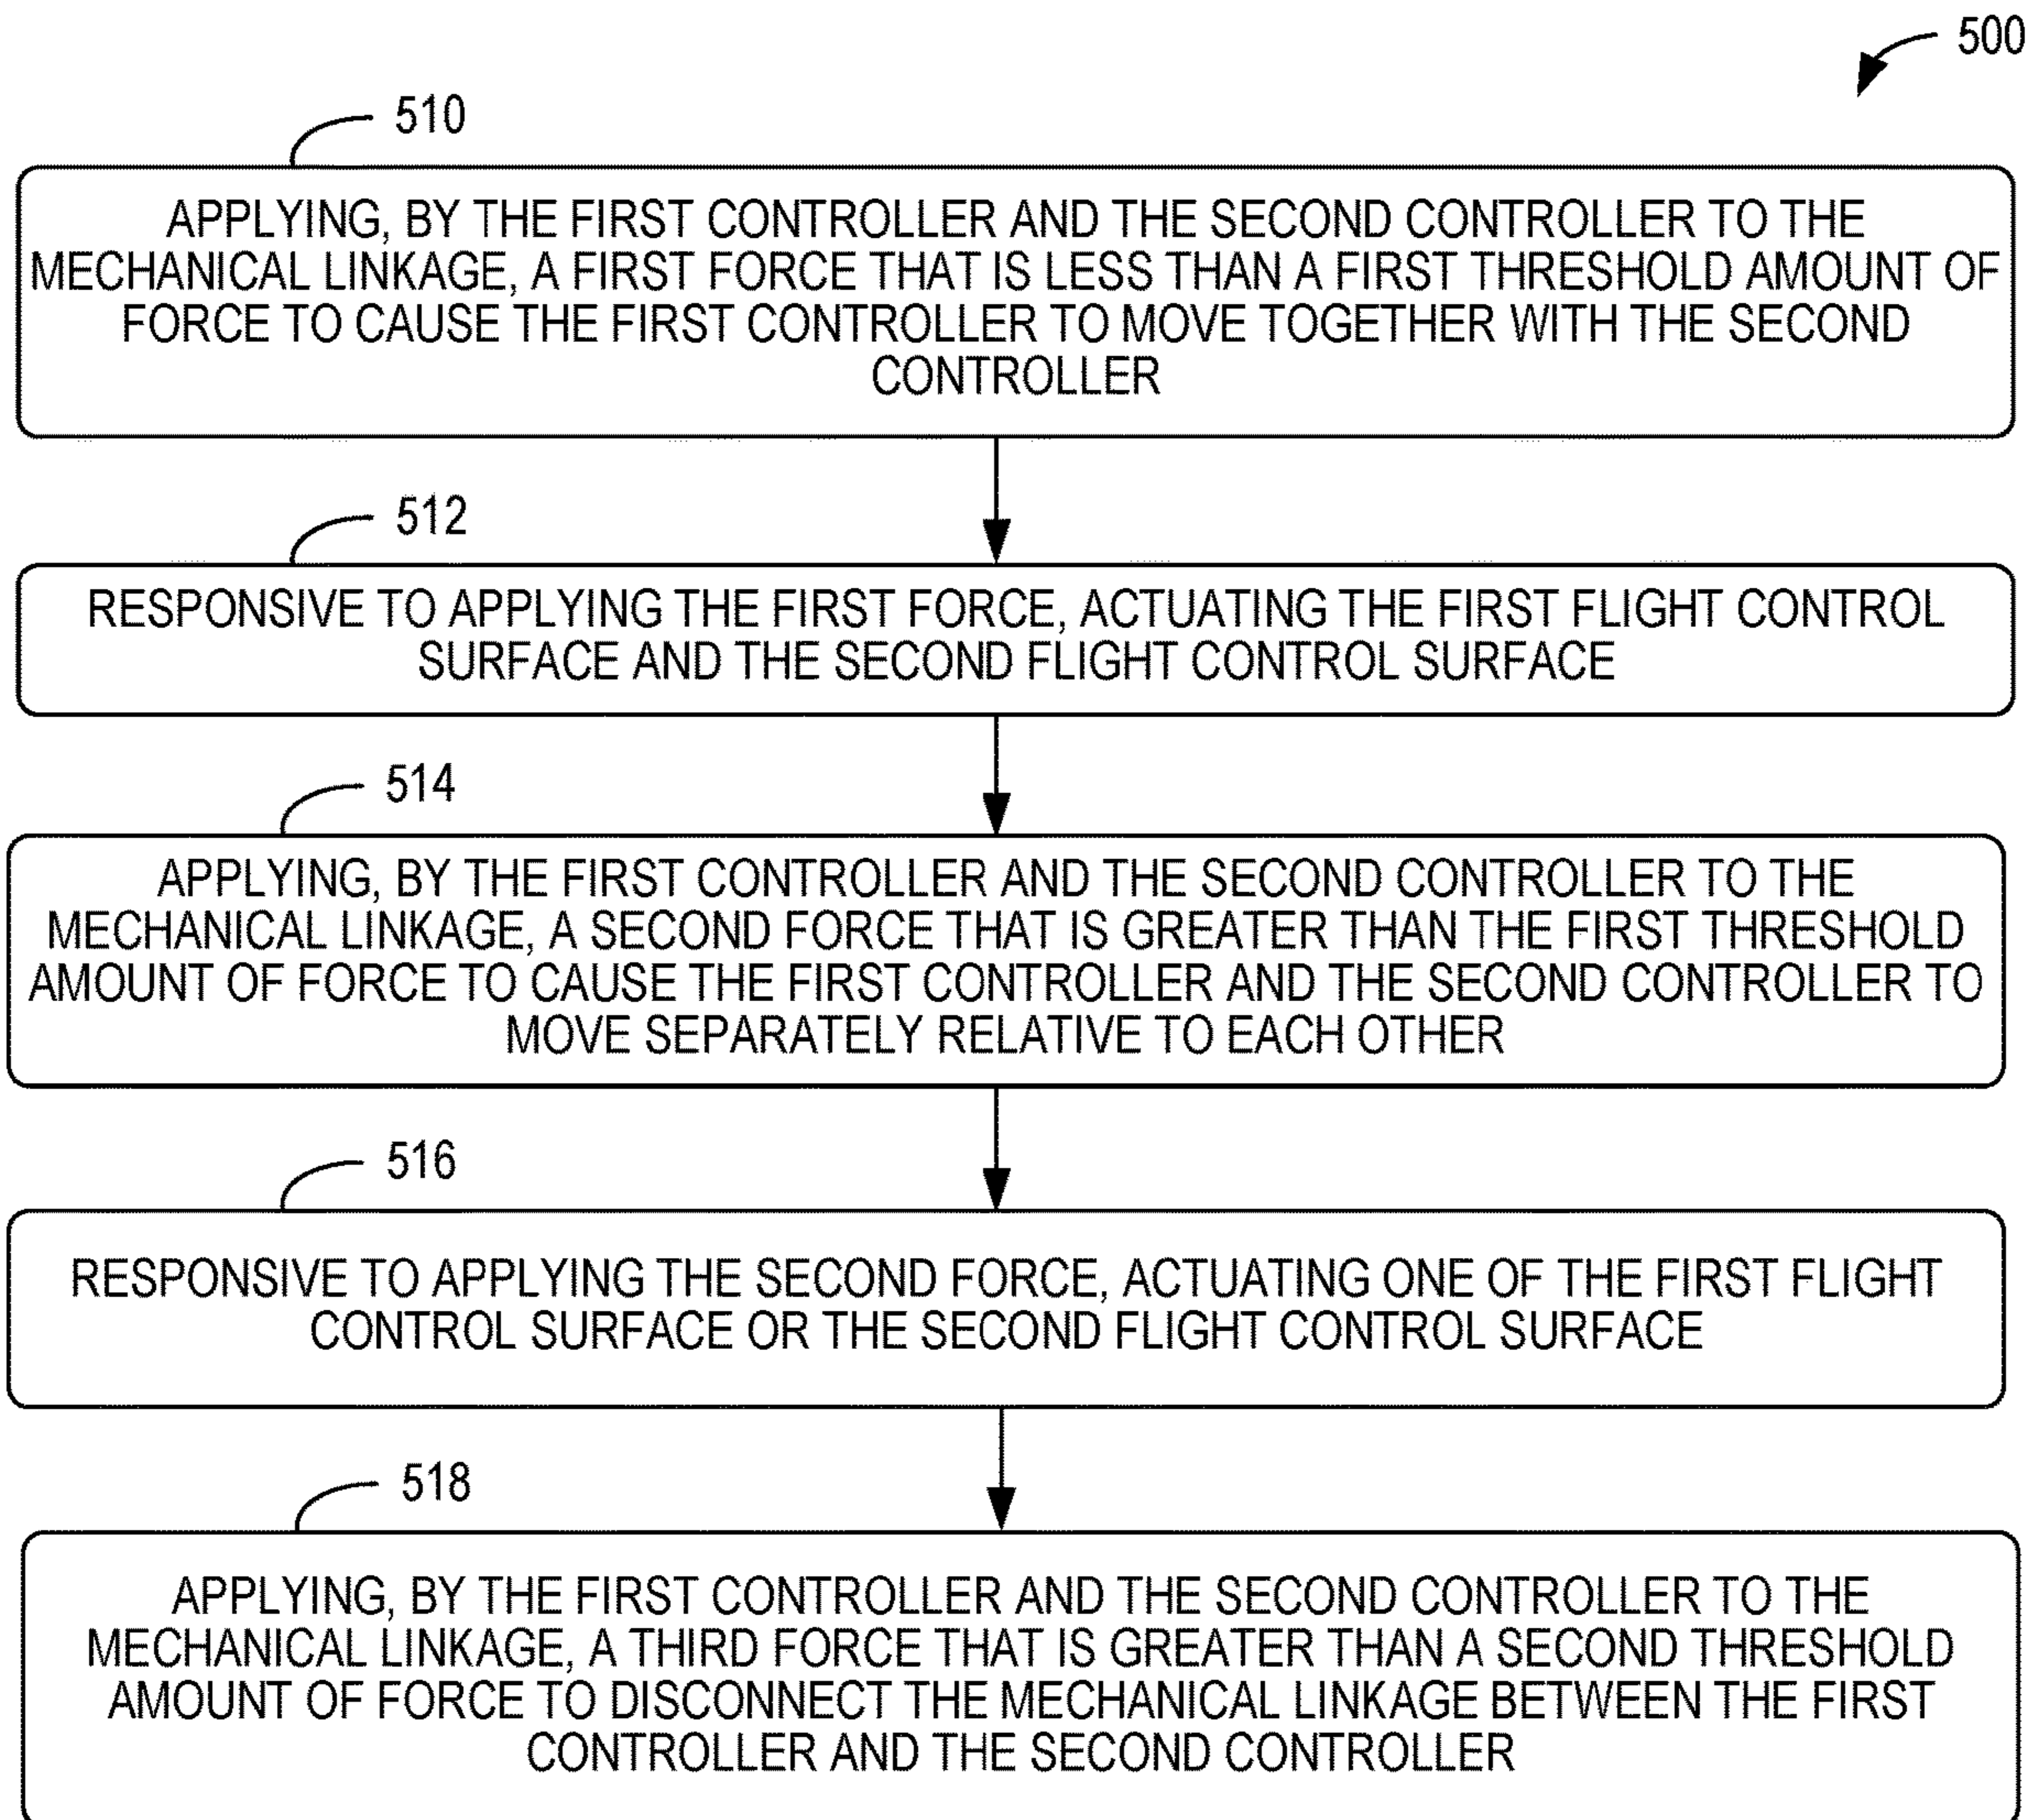 500
510
APPLYING, BY THE FIRST CONTROLLER AND THE SECOND CONTROLLER TO THE
MECHANICAL LINKAGE, A FIRST FORCE THAT IS LESS THAN A FIRST THRESHOLD AMOUNT OF
FORCE TO CAUSE THE FIRST CONTROLLER TO MOVE TOGETHER WITH THE SECOND
CONTROLLER
512
RESPONSIVE TO APPLYING THE FIRST FORCE, ACTUATING THE FIRST FLIGHT CONTROL
SURFACE AND THE SECOND FLIGHT CONTROL SURFACE
514
APPLYING, BY THE FIRST CONTROLLER AND THE SECOND CONTROLLER TO THE
MECHANICAL LINKAGE, A SECOND FORCE THAT IS GREATER THAN THE FIRST THRESHOLD
AMOUNT OF FORCE TO CAUSE THE FIRST CONTROLLER AND THE SECOND CONTROLLER TO
MOVE SEPARATELY RELATIVE TO EACH OTHER
516
RESPONSIVE TO APPLYING THE SECOND FORCE, ACTUATING ONE OF THE FIRST FLIGHT
CONTROL SURFACE OR THE SECOND FLIGHT CONTROL SURFACE
518
APPLYING, BY THE FIRST CONTROLLER AND THE SECOND CONTROLLER TO THE
MECHANICAL LINKAGE, A THIRD FORCE THAT IS GREATER THAN A SECOND THRESHOLD
AMOUNT OF FORCE TO DISCONNECT THE MECHANICAL LINKAGE BETWEEN THE FIRST
CONTROLLER AND THE SECOND CONTROLLER